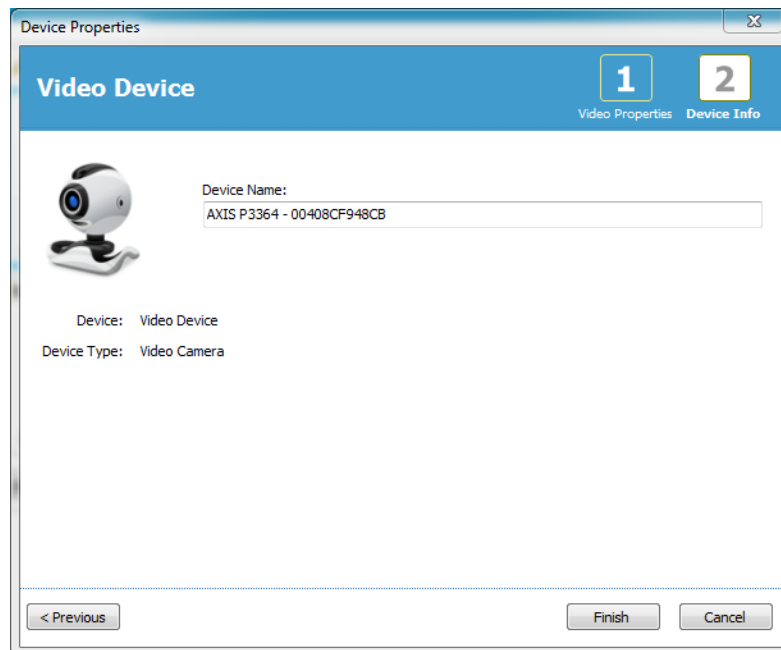 Device Properties
Video Device
1
Video Properties
2
Device Info
Device Name:
AXIS P3364 - 00408CF948CB
Device: Video Device
Device Type: Video Camera
< Previous
Finish
Cancel